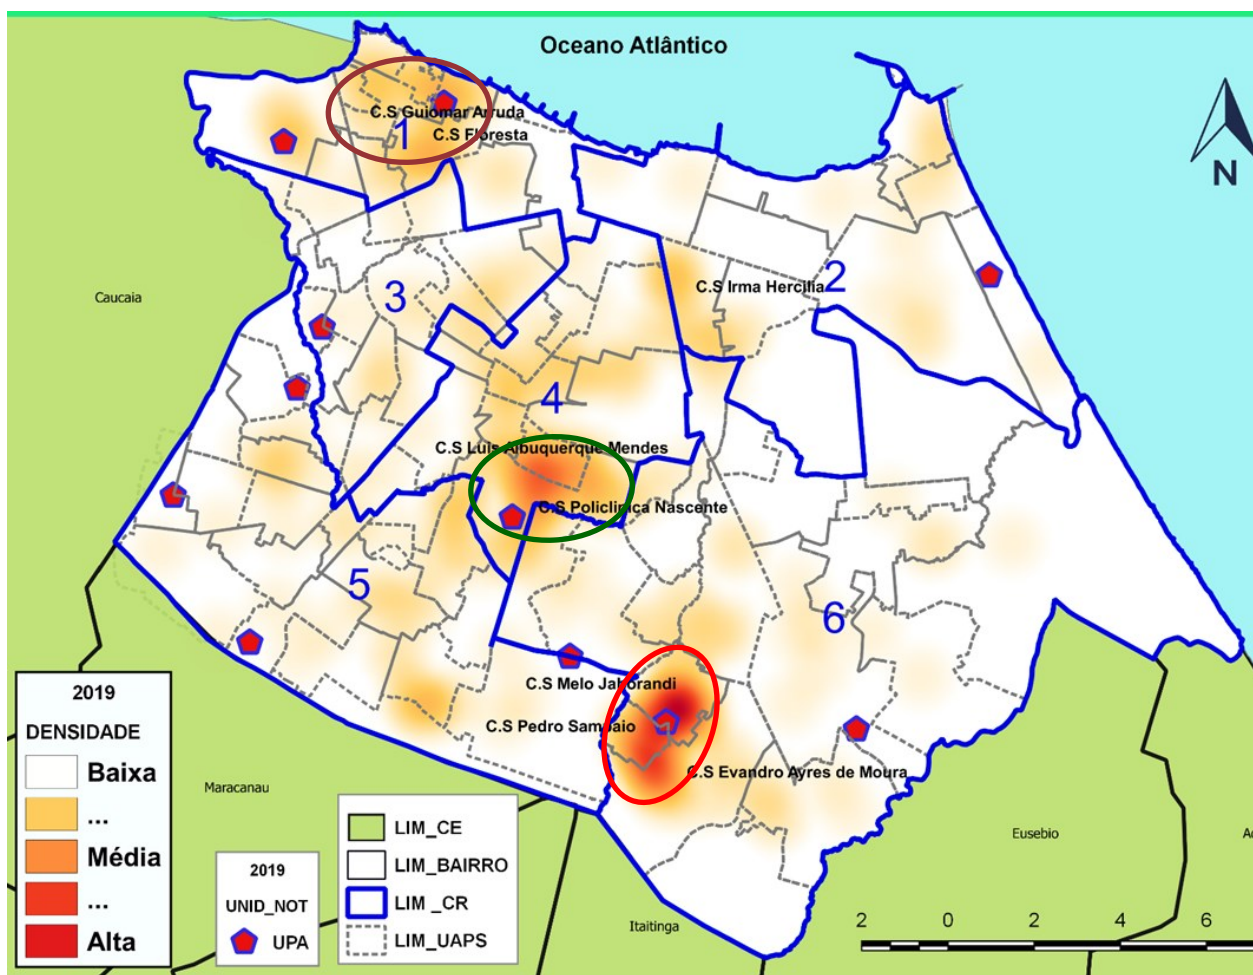 Oceano Atlântico
C.S Guiomar Arruda
1
C.S Floresta
N
2
C.S Irma Hercilia
Caucaia
3
4
C.S Luis Albuquerque Mendes
C.S Policlinica Nascente
5
6
C.S Melo Jaborandi
C.S Pedro Sampaio
C.S Evandro Ayres de Moura
Maracanau
Eusebio
Itaitinga
2019
DENSIDADE
Baixa
...
Média
...
Alta
2019
UNID_NOT
UPA
LIM_CE
LIM_BAIRRO
LIM _CR
LIM_UAPS
2 0 2 4 6